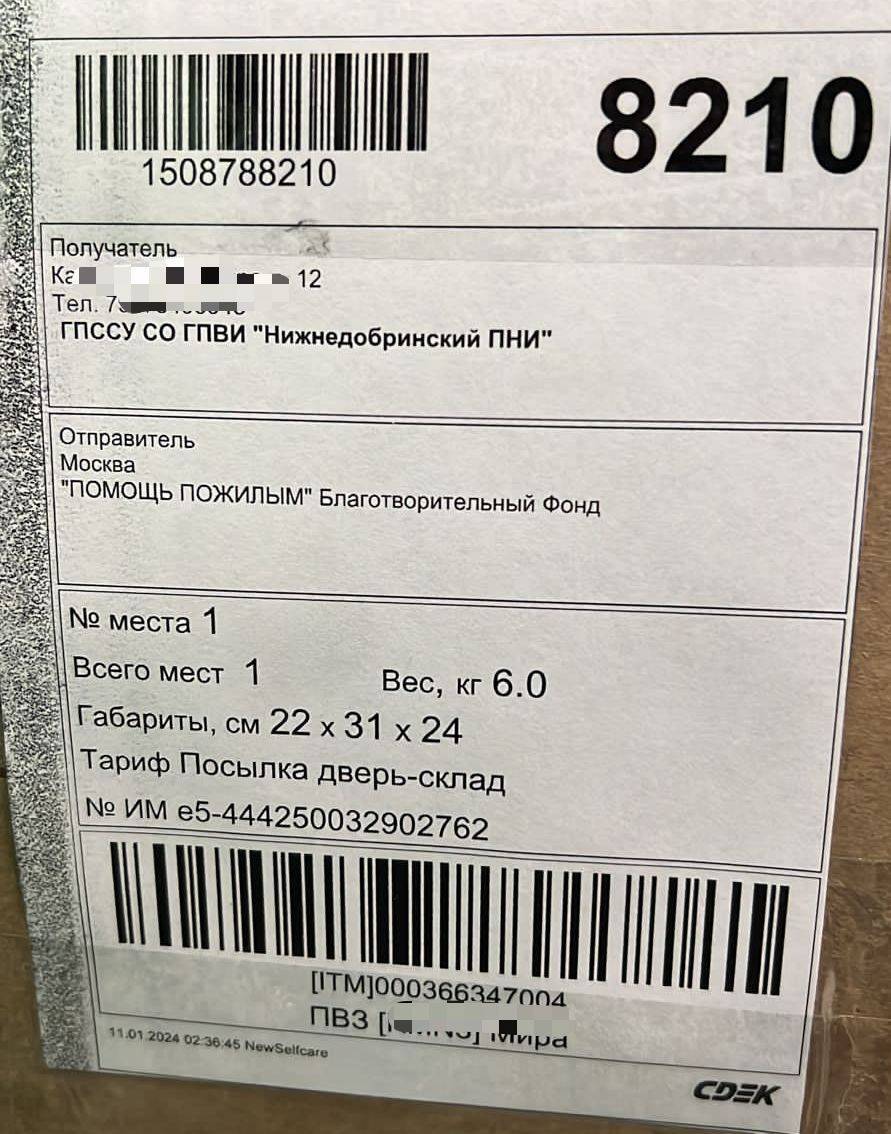 1508788210
8210
Получатель
12
Тел.
ГПССУ СО ГПВИ "Нижнедобринский ПНИ"
Отправитель
Москва
"ПОМОЩЬ ПОЖИЛЫМ" Благотворительный Фонд
№ места 1
Всего мест 1 Вес, кг 6.0
Габариты, см 22 x 31 x 24
Тариф Посылка дверь-склад
№ ИМ e5-444250032902762
[ITM]000366347004
ПВЗ Мира
11.01.2024 02:36:45 NewSelfcare
CDEK